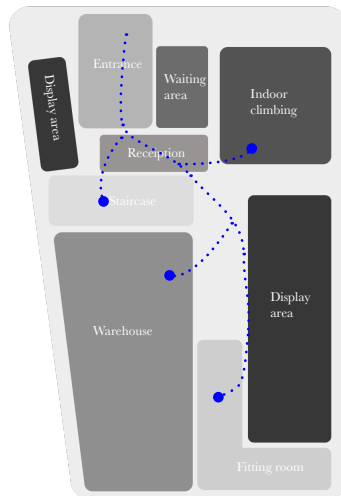 Entrance
Waiting
area
Display area
Indoor
climbing
Reception
Staircase
Display
area
Warehouse
Fitting room